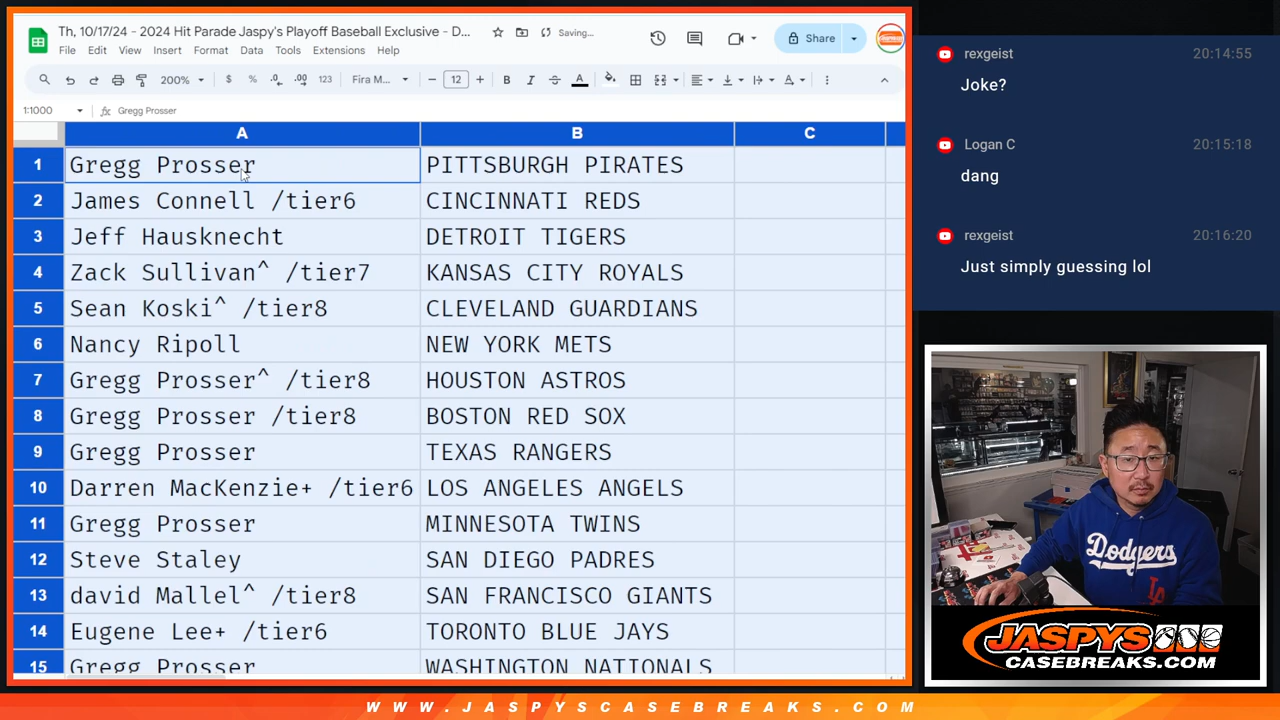 Th, 10/17/24 - 2024 Hit Parade Jaspy's Playoff Baseball Exclusive - D...
Saving...
Share
File Edit View Insert Format Data Tools Extensions Help
200% $ % .0 .00 123 Fira M... - 12 + B I A
1:1000 fx Gregg Prosser
A B C
1 Gregg Prosser PITTSBURGH PIRATES
2 James Connell /tier6 CINCINNATI REDS
3 Jeff Hausknecht DETROIT TIGERS
4 Zack Sullivan^ /tier7 KANSAS CITY ROYALS
5 Sean Koski^ /tier8 CLEVELAND GUARDIANS
6 Nancy Ripoll NEW YORK METS
7 Gregg Prosser^ /tier8 HOUSTON ASTROS
8 Gregg Prosser /tier8 BOSTON RED SOX
9 Gregg Prosser TEXAS RANGERS
10 Darren MacKenzie+ /tier6 LOS ANGELES ANGELS
11 Gregg Prosser MINNESOTA TWINS
12 Steve Staley SAN DIEGO PADRES
13 david Mallel^ /tier8 SAN FRANCISCO GIANTS
14 Eugene Lee+ /tier6 TORONTO BLUE JAYS
15 Gregg Prosser WASHINGTON NATIONALS
rexgeist 20:14:55
Joke?
Logan C 20:15:18
dang
rexgeist 20:16:20
Just simply guessing lol
Dodgers
LA
JASPYS
CASEBREAKS.COM
WWW.JASPYSCASEBREAKS.COM